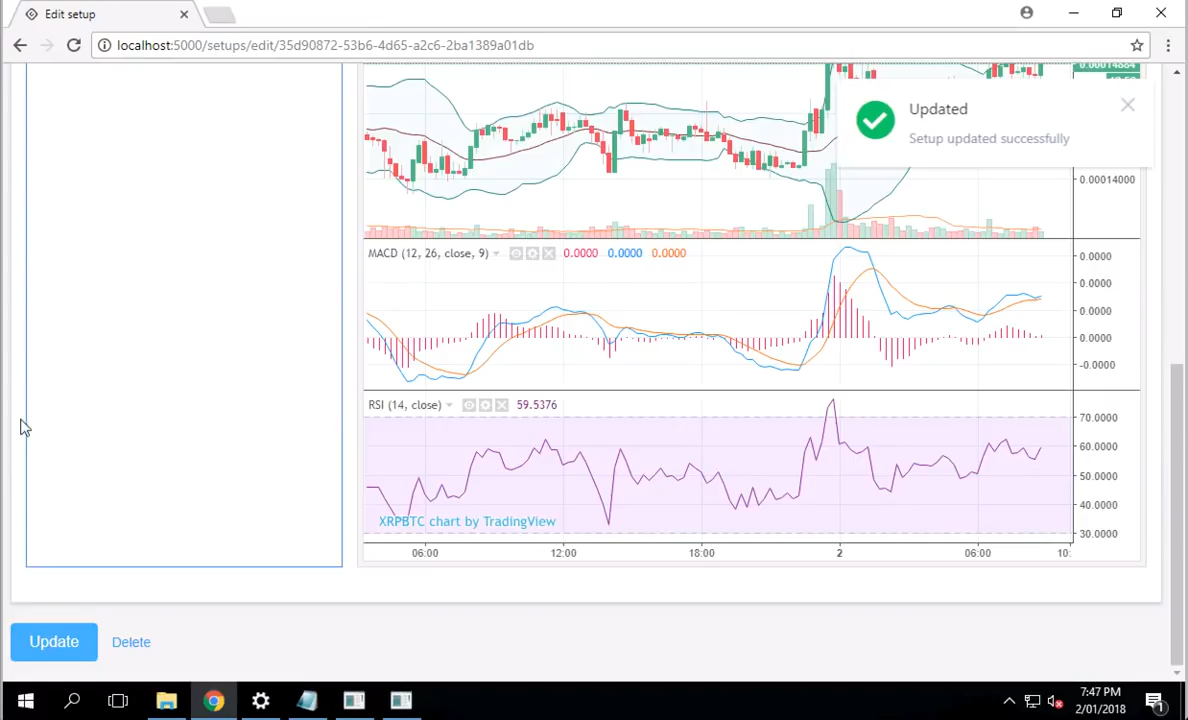 Edit setup
localhost:5000/setups/edit/35d90872-53b6-4d65-a2c6-2ba1389a01db
0.00014884
Updated
Setup updated successfully
0.00014000
MACD (12, 26, close, 9) 0.0000 0.0000 0.0000
0.0000
0.0000
0.0000
0.0000
-0.0000
RSI (14, close) 59.5376
70.0000
60.0000
50.0000
40.0000
30.0000
XRPBTC chart by TradingView
06:00 12:00 18:00 2 06:00 10:
Update Delete
7:47 PM
2/01/2018
1